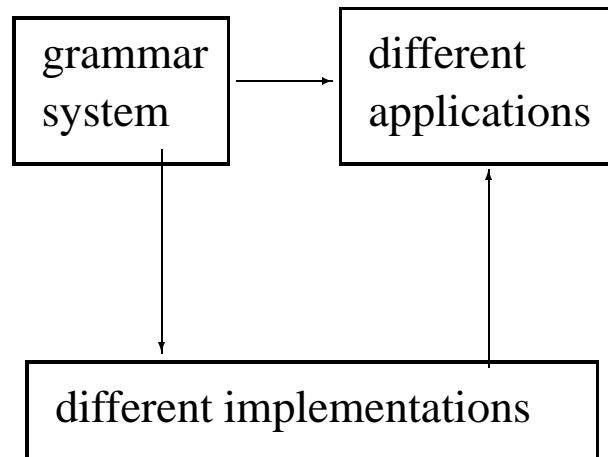 grammar
system
different
applications
different implementations